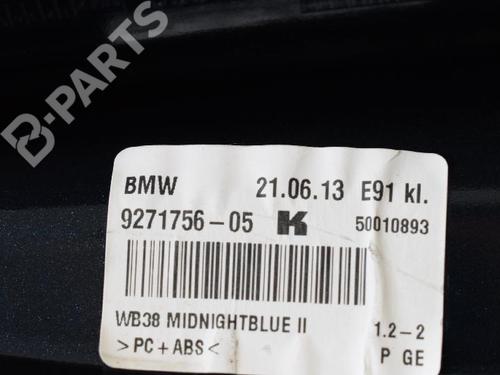 B-PARTS
BMW 21.06.13 E91 kl.
9271756-05 K 50010893
WB38 MIDNIGHTBLUE II 1.2-2
>PC+ABS< P GE